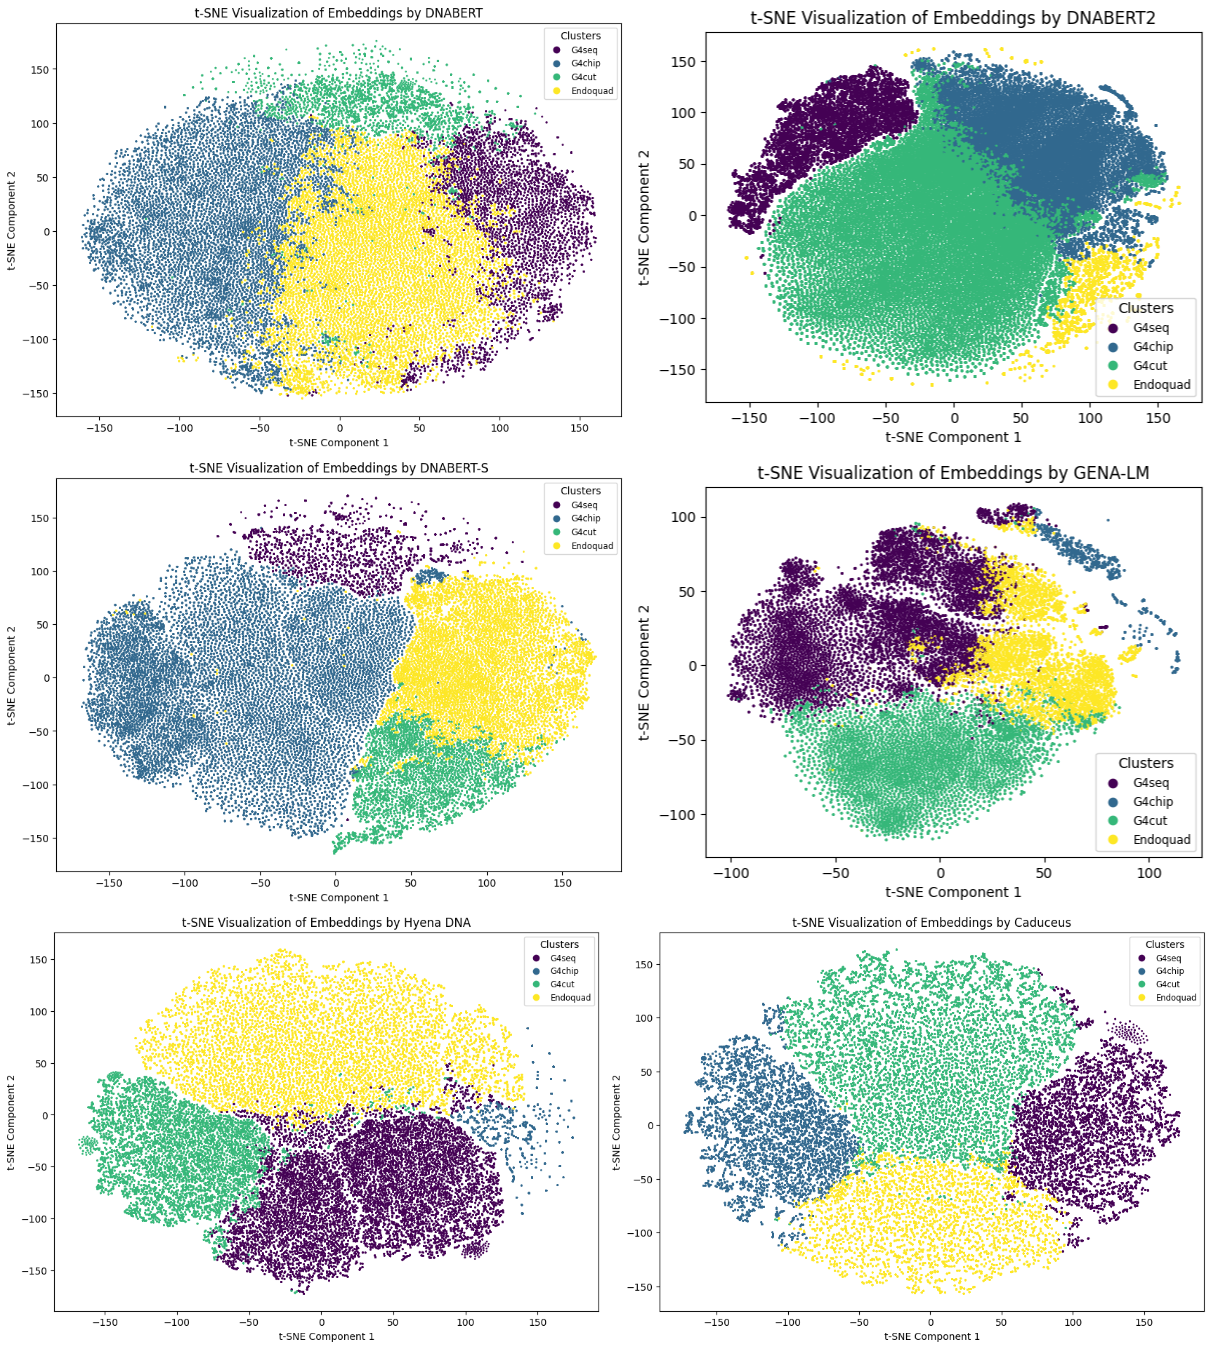 t-SNE Visualization of Embeddings by DNABERT
Clusters
G4seq
G4chip
G4cut
Endoquad
150
100
50
0
−50
−100
−150
t-SNE Component 2
−150 −100 −50 0 50 100 150
t-SNE Component 1
t-SNE Visualization of Embeddings by DNABERT2
150
100
50
0
−50
−100
−150
t-SNE Component 2
Clusters
G4seq
G4chip
G4cut
Endoquad
−150 −100 −50 0 50 100 150
t-SNE Component 1
t-SNE Visualization of Embeddings by DNABERT-S
Clusters
G4seq
G4chip
G4cut
Endoquad
150
100
50
0
−50
−100
−150
t-SNE Component 2
−150 −100 −50 0 50 100 150
t-SNE Component 1
t-SNE Visualization of Embeddings by GENA-LM
100
50
0
−50
−100
t-SNE Component 2
Clusters
G4seq
G4chip
G4cut
Endoquad
−100 −50 0 50 100
t-SNE Component 1
t-SNE Visualization of Embeddings by Hyena DNA
Clusters
G4seq
G4chip
G4cut
Endoquad
150
100
50
0
−50
−100
−150
t-SNE Component 2
−150 −100 −50 0 50 100 150
t-SNE Component 1
t-SNE Visualization of Embeddings by Caduceus
Clusters
G4seq
G4chip
G4cut
Endoquad
150
100
50
0
−50
−100
−150
t-SNE Component 2
−150 −100 −50 0 50 100 150
t-SNE Component 1